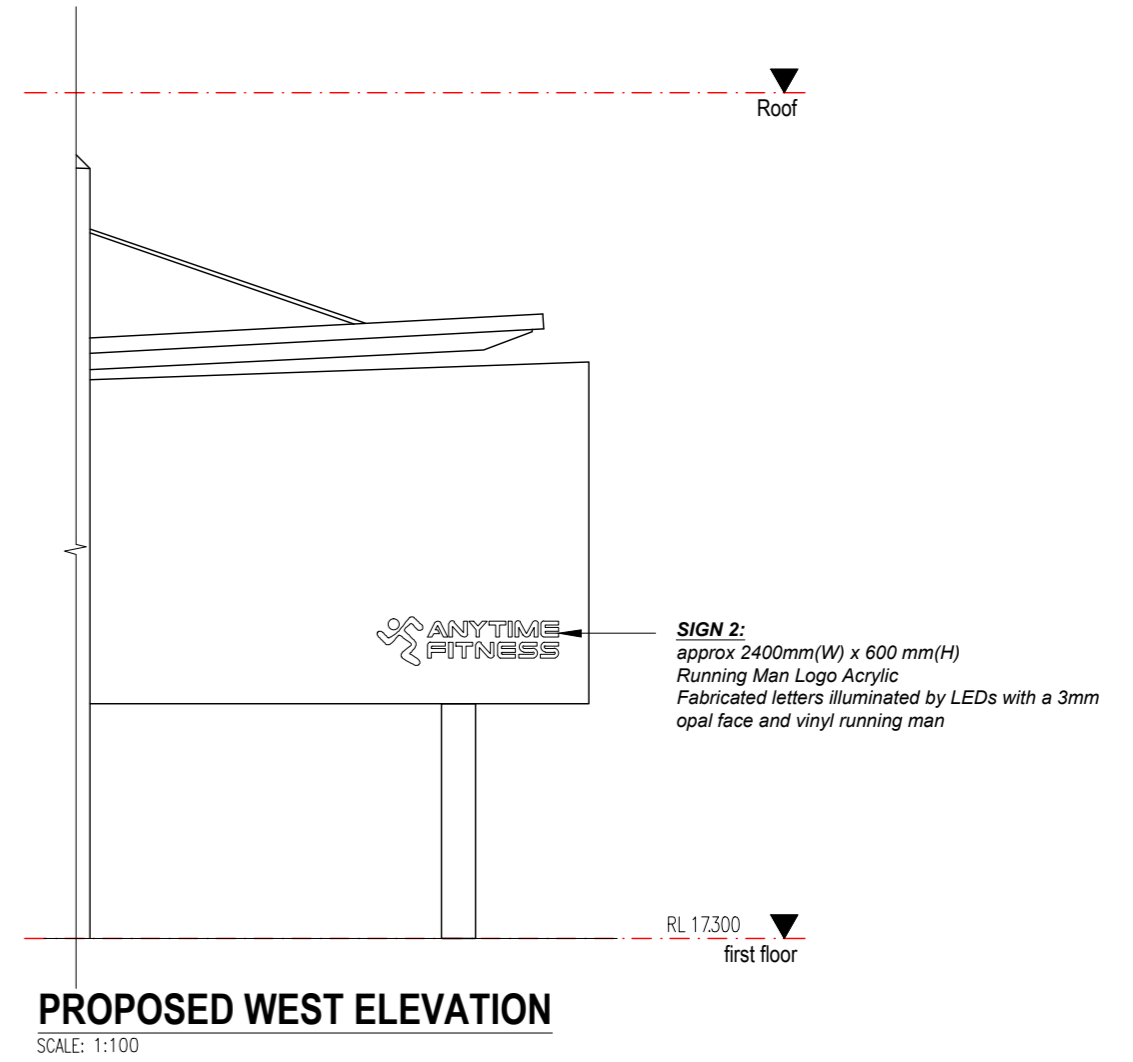 Roof
ANYTIME
FITNESS
SIGN 2:
approx 2400mm(W) x 600 mm(H)
Running Man Logo Acrylic
Fabricated letters illuminated by LEDs with a 3mm
opal face and vinyl running man
RL 17.300
first floor
PROPOSED WEST ELEVATION
SCALE: 1:100